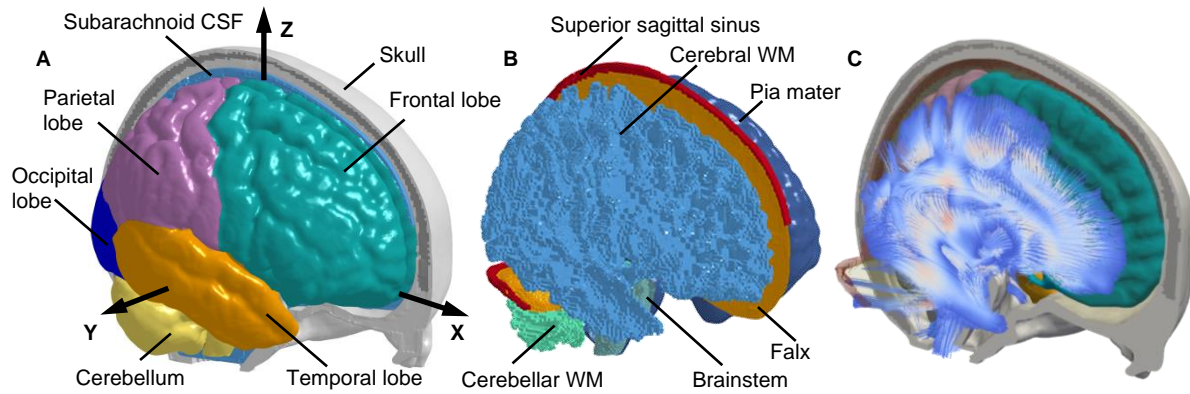 A
Subarachnoid CSF
Z
Skull
Parietal
lobe
Frontal lobe
Occipital
lobe
Y
X
Cerebellum
Temporal lobe
B
Superior sagittal sinus
Cerebral WM
Pia mater
Falx
Cerebellar WM
Brainstem
C